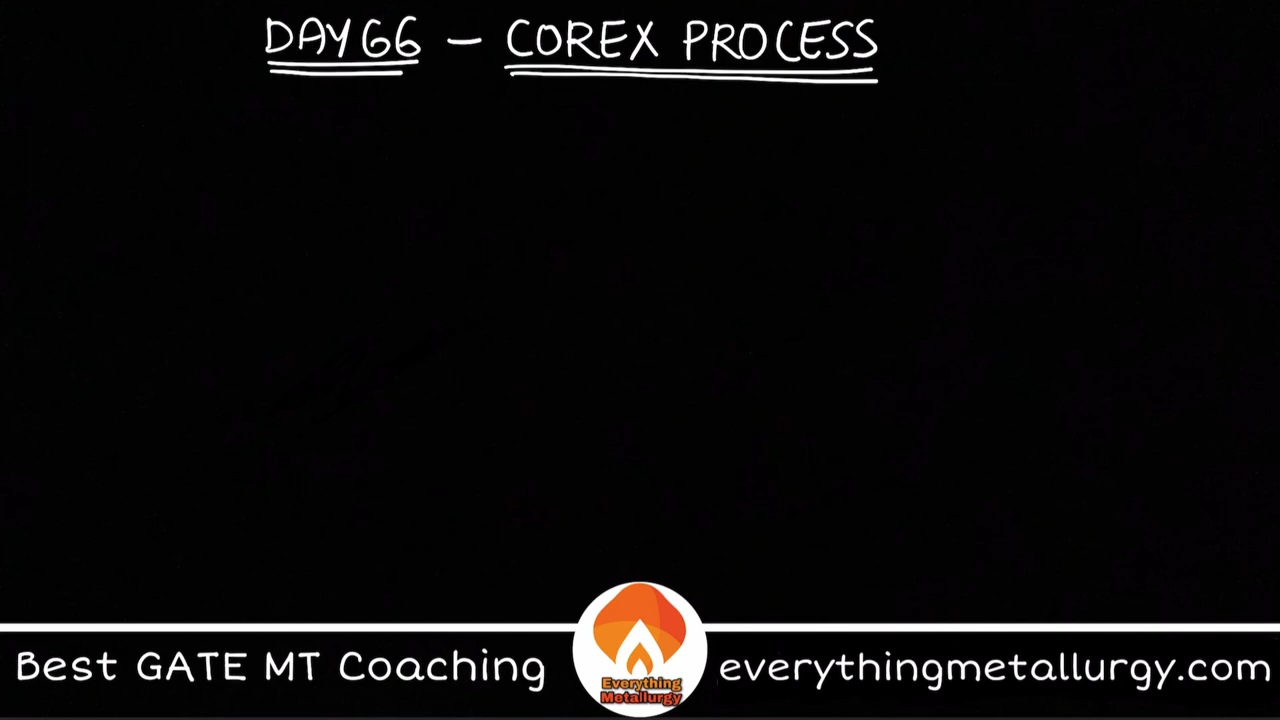 DAY 66 - COREX PROCESS
Best GATE MT Coaching
Everything
Metallurgy
everythingmetallurgy.com